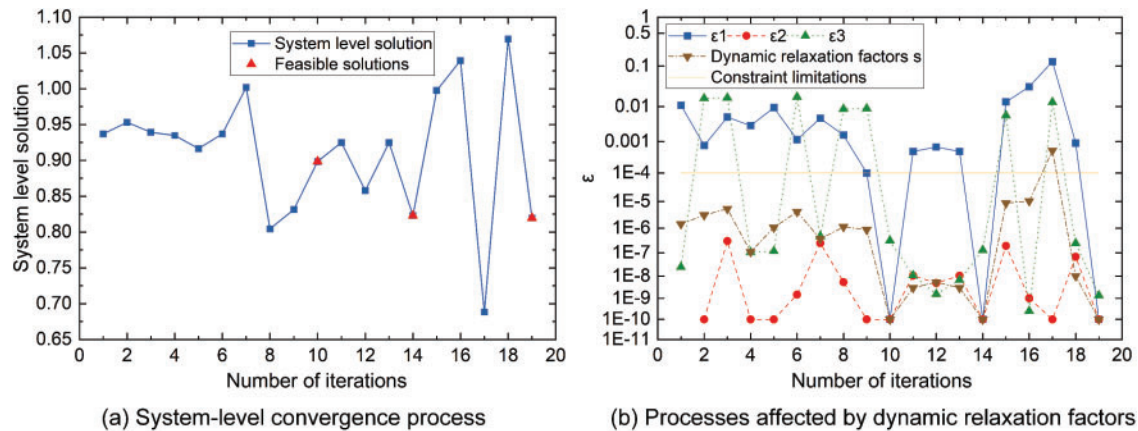 System level solution
1.10
1.05
1.00
0.95
0.90
0.85
0.80
0.75
0.70
0.65
System level solution
Feasible solutions
0 2 4 6 8 10 12 14 16 18 20
Number of iterations
(a) System-level convergence process
ε
1
0.5
0.1
0.01
0.001
1E-4
1E-5
1E-6
1E-7
1E-8
1E-9
1E-10
1E-11
ε1 ε2 ε3
Dynamic relaxation factors s
Constraint limitations
0 2 4 6 8 10 12 14 16 18 20
Number of iterations
(b) Processes affected by dynamic relaxation factors